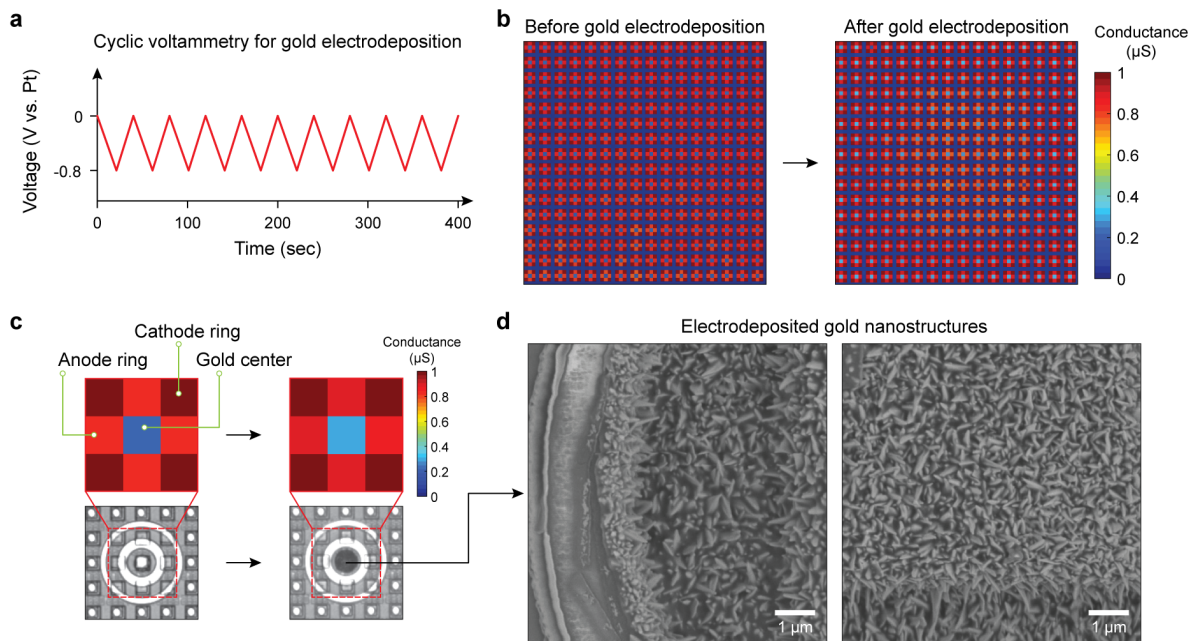 a
Cyclic voltammetry for gold electrodeposition
Voltage (V vs. Pt)
0
-0.8
0
100
200
300
400
Time (sec)
b
Before gold electrodeposition
After gold electrodeposition
Conductance
(µS)
1
0.8
0.6
0.4
0.2
0
c
Cathode ring
Anode ring
Gold center
Conductance
(µS)
1
0.8
0.6
0.4
0.2
0
d
Electrodeposited gold nanostructures
1 µm
1 µm